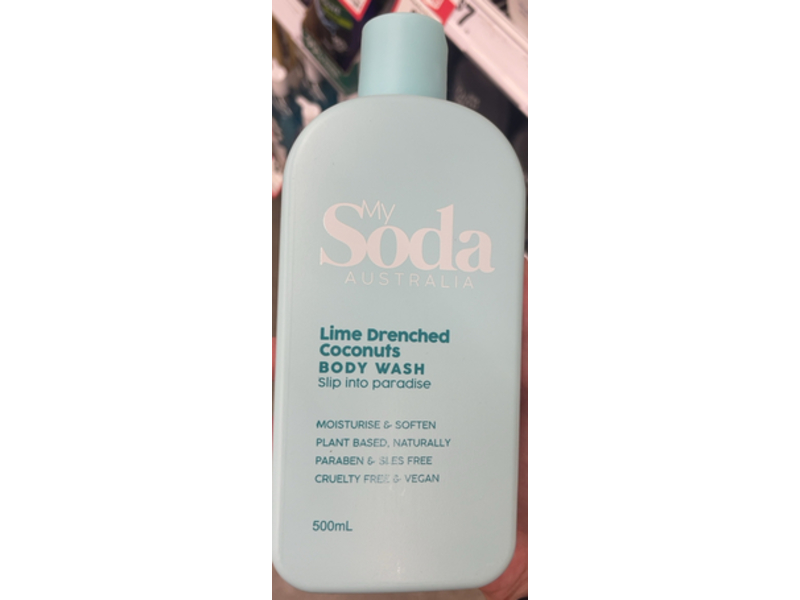 7
My
Soda
AUSTRALIA
Lime Drenched
Coconuts
BODY WASH
Slip into paradise
MOISTURISE & SOFTEN
PLANT BASED, NATURALLY
PARABEN & SLES FREE
CRUELTY FREE & VEGAN
500mL